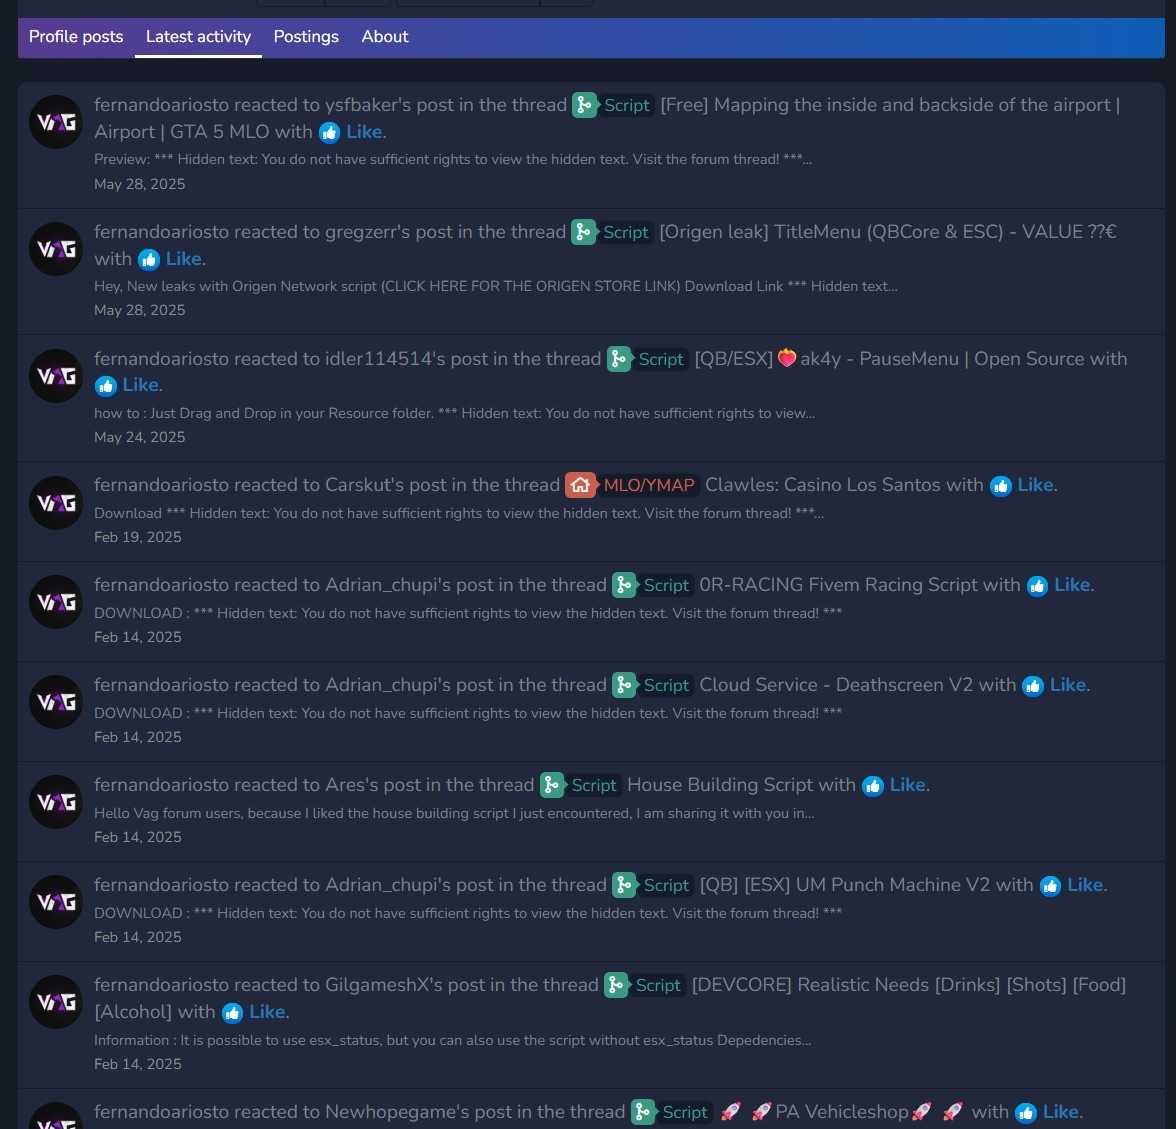 Profile posts Latest activity Postings About
fernandoariosto reacted to ysfbaker's post in the thread Script [Free] Mapping the inside and backside of the airport |
Airport | GTA 5 MLO with Like.
Preview: *** Hidden text: You do not have sufficient rights to view the hidden text. Visit the forum thread! ***...
May 28, 2025
fernandoariosto reacted to gregzerr's post in the thread Script [Origen leak] TitleMenu (QBCore & ESC) - VALUE ??€
with Like.
Hey, New leaks with Origen Network script (CLICK HERE FOR THE ORIGEN STORE LINK) Download Link *** Hidden text...
May 28, 2025
fernandoariosto reacted to idler114514's post in the thread Script [QB/ESX]❤️‍🔥ak4y - PauseMenu | Open Source with
Like.
how to : Just Drag and Drop in your Resource folder. *** Hidden text: You do not have sufficient rights to view...
May 24, 2025
fernandoariosto reacted to Carskut's post in the thread MLO/YMAP Clawles: Casino Los Santos with Like.
Download *** Hidden text: You do not have sufficient rights to view the hidden text. Visit the forum thread! ***...
Feb 19, 2025
fernandoariosto reacted to Adrian_chupi's post in the thread Script 0R-RACING Fivem Racing Script with Like.
DOWNLOAD : *** Hidden text: You do not have sufficient rights to view the hidden text. Visit the forum thread! ***
Feb 14, 2025
fernandoariosto reacted to Adrian_chupi's post in the thread Script Cloud Service - Deathscreen V2 with Like.
DOWNLOAD : *** Hidden text: You do not have sufficient rights to view the hidden text. Visit the forum thread! ***
Feb 14, 2025
fernandoariosto reacted to Ares's post in the thread Script House Building Script with Like.
Hello Vag forum users, because I liked the house building script I just encountered, I am sharing it with you in...
Feb 14, 2025
fernandoariosto reacted to Adrian_chupi's post in the thread Script [QB] [ESX] UM Punch Machine V2 with Like.
DOWNLOAD : *** Hidden text: You do not have sufficient rights to view the hidden text. Visit the forum thread! ***
Feb 14, 2025
fernandoariosto reacted to GilgameshX's post in the thread Script [DEVCORE] Realistic Needs [Drinks] [Shots] [Food]
[Alcohol] with Like.
Information : It is possible to use esx_status, but you can also use the script without esx_status Depedencies...
Feb 14, 2025
fernandoariosto reacted to Newhopegame's post in the thread Script 🚀 🚀PA Vehicleshop🚀 🚀 with Like.